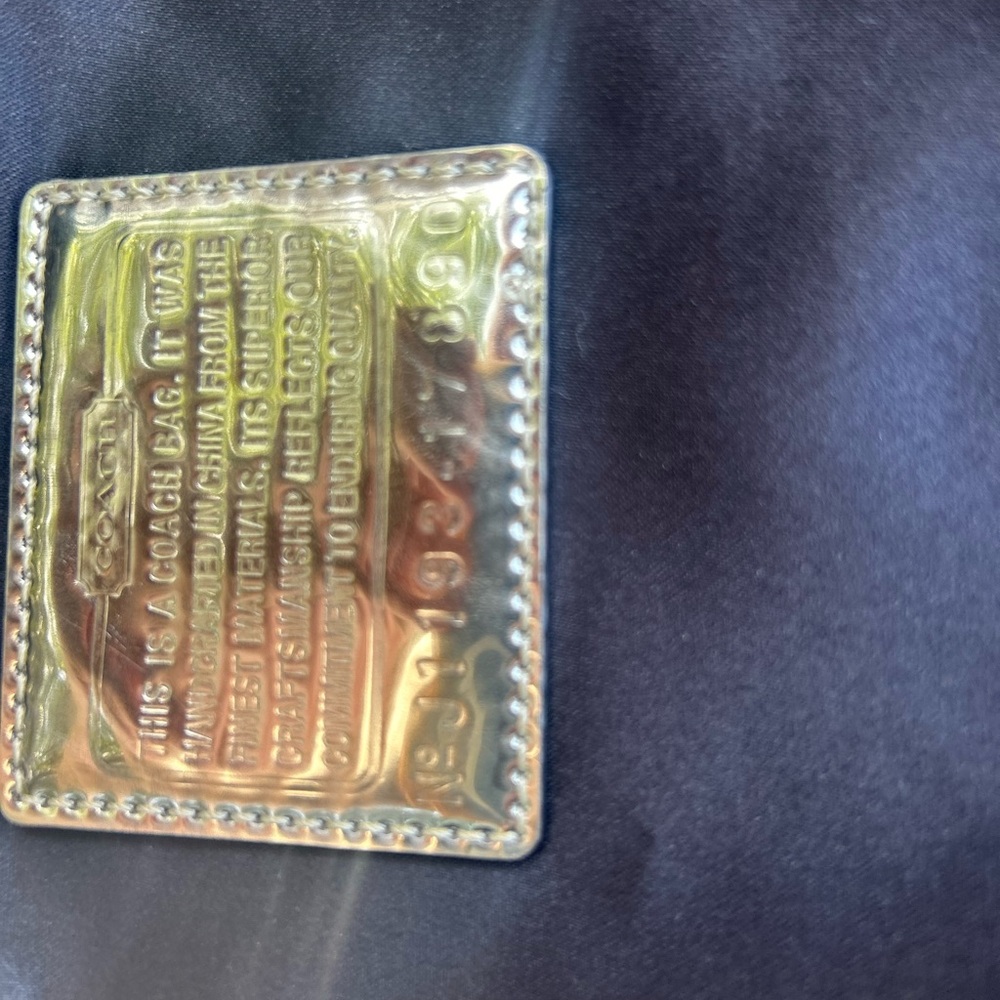 COACH
THIS IS A COACH BAG. IT WAS
HANDCRAFTED IN CHINA FROM THE
FINEST MATERIALS. ITS SUPERIOR
CRAFTSMANSHIP REFLECTS OUR
COMMITMENT TO ENDURING QUALITY.
Nº J1193-17890